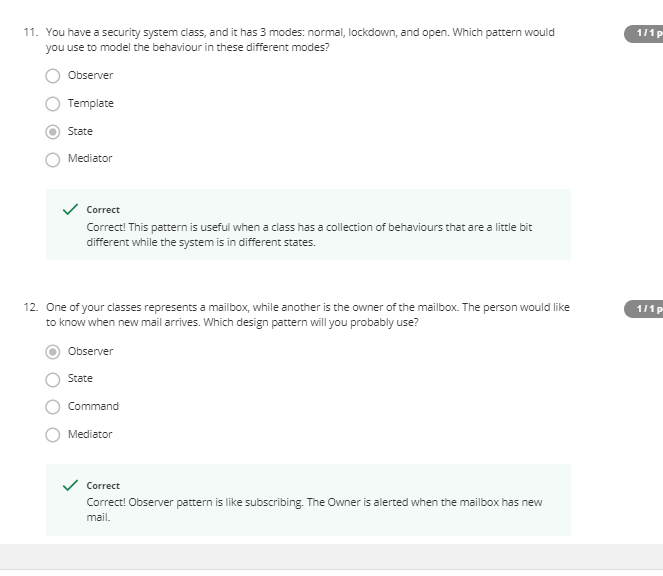 11. You have a security system class, and it has 3 modes: normal, lockdown, and open. Which pattern would
you use to model the behaviour in these different modes?
1 / 1 p
Observer
Template
State
Mediator
Correct
Correct! This pattern is useful when a class has a collection of behaviours that are a little bit
different while the system is in different states.
12. One of your classes represents a mailbox, while another is the owner of the mailbox. The person would like
to know when new mail arrives. Which design pattern will you probably use?
1 / 1 p
Observer
State
Command
Mediator
Correct
Correct! Observer pattern is like subscribing. The Owner is alerted when the mailbox has new
mail.